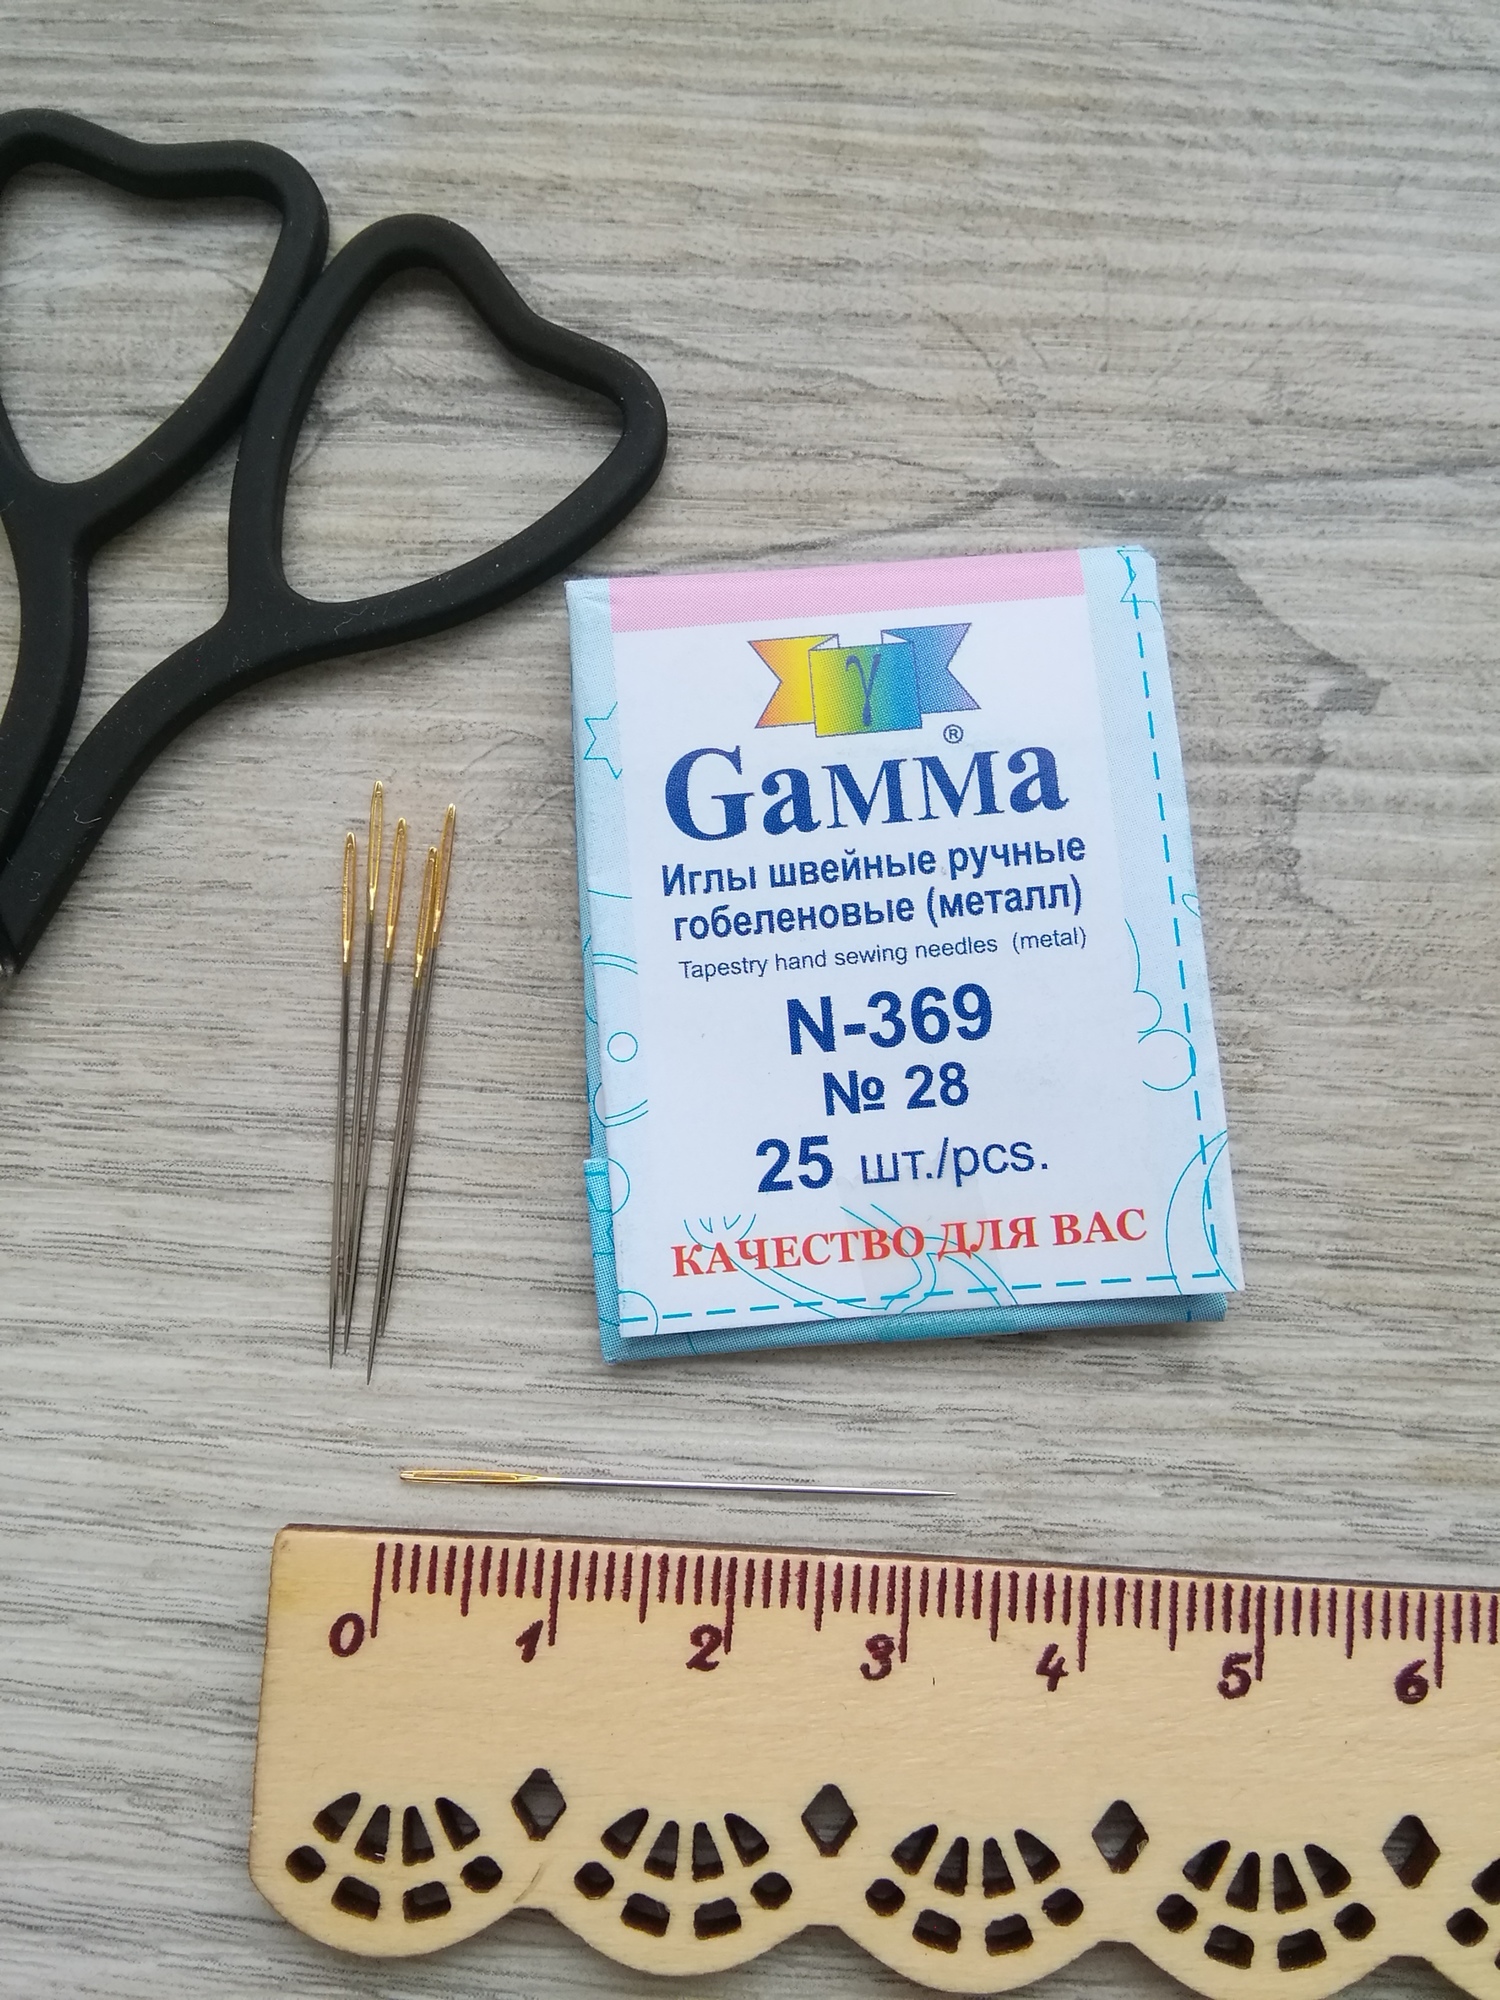 γ
®
Gамма
Иглы швейные ручные
гобеленовые (металл)
Tapestry hand sewing needles (metal)
N-369
№ 28
25 шт./pcs.
КАЧЕСТВО ДЛЯ ВАС
0 1 2 3 4 5 6